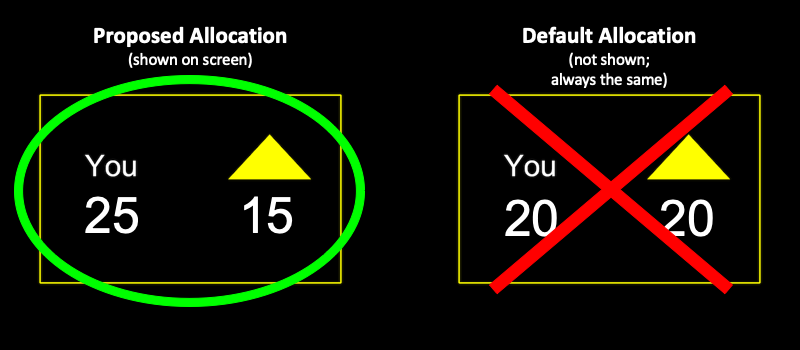 Proposed Allocation
(shown on screen)
You
25 15
Default Allocation
(not shown;
always the same)
You
20 20